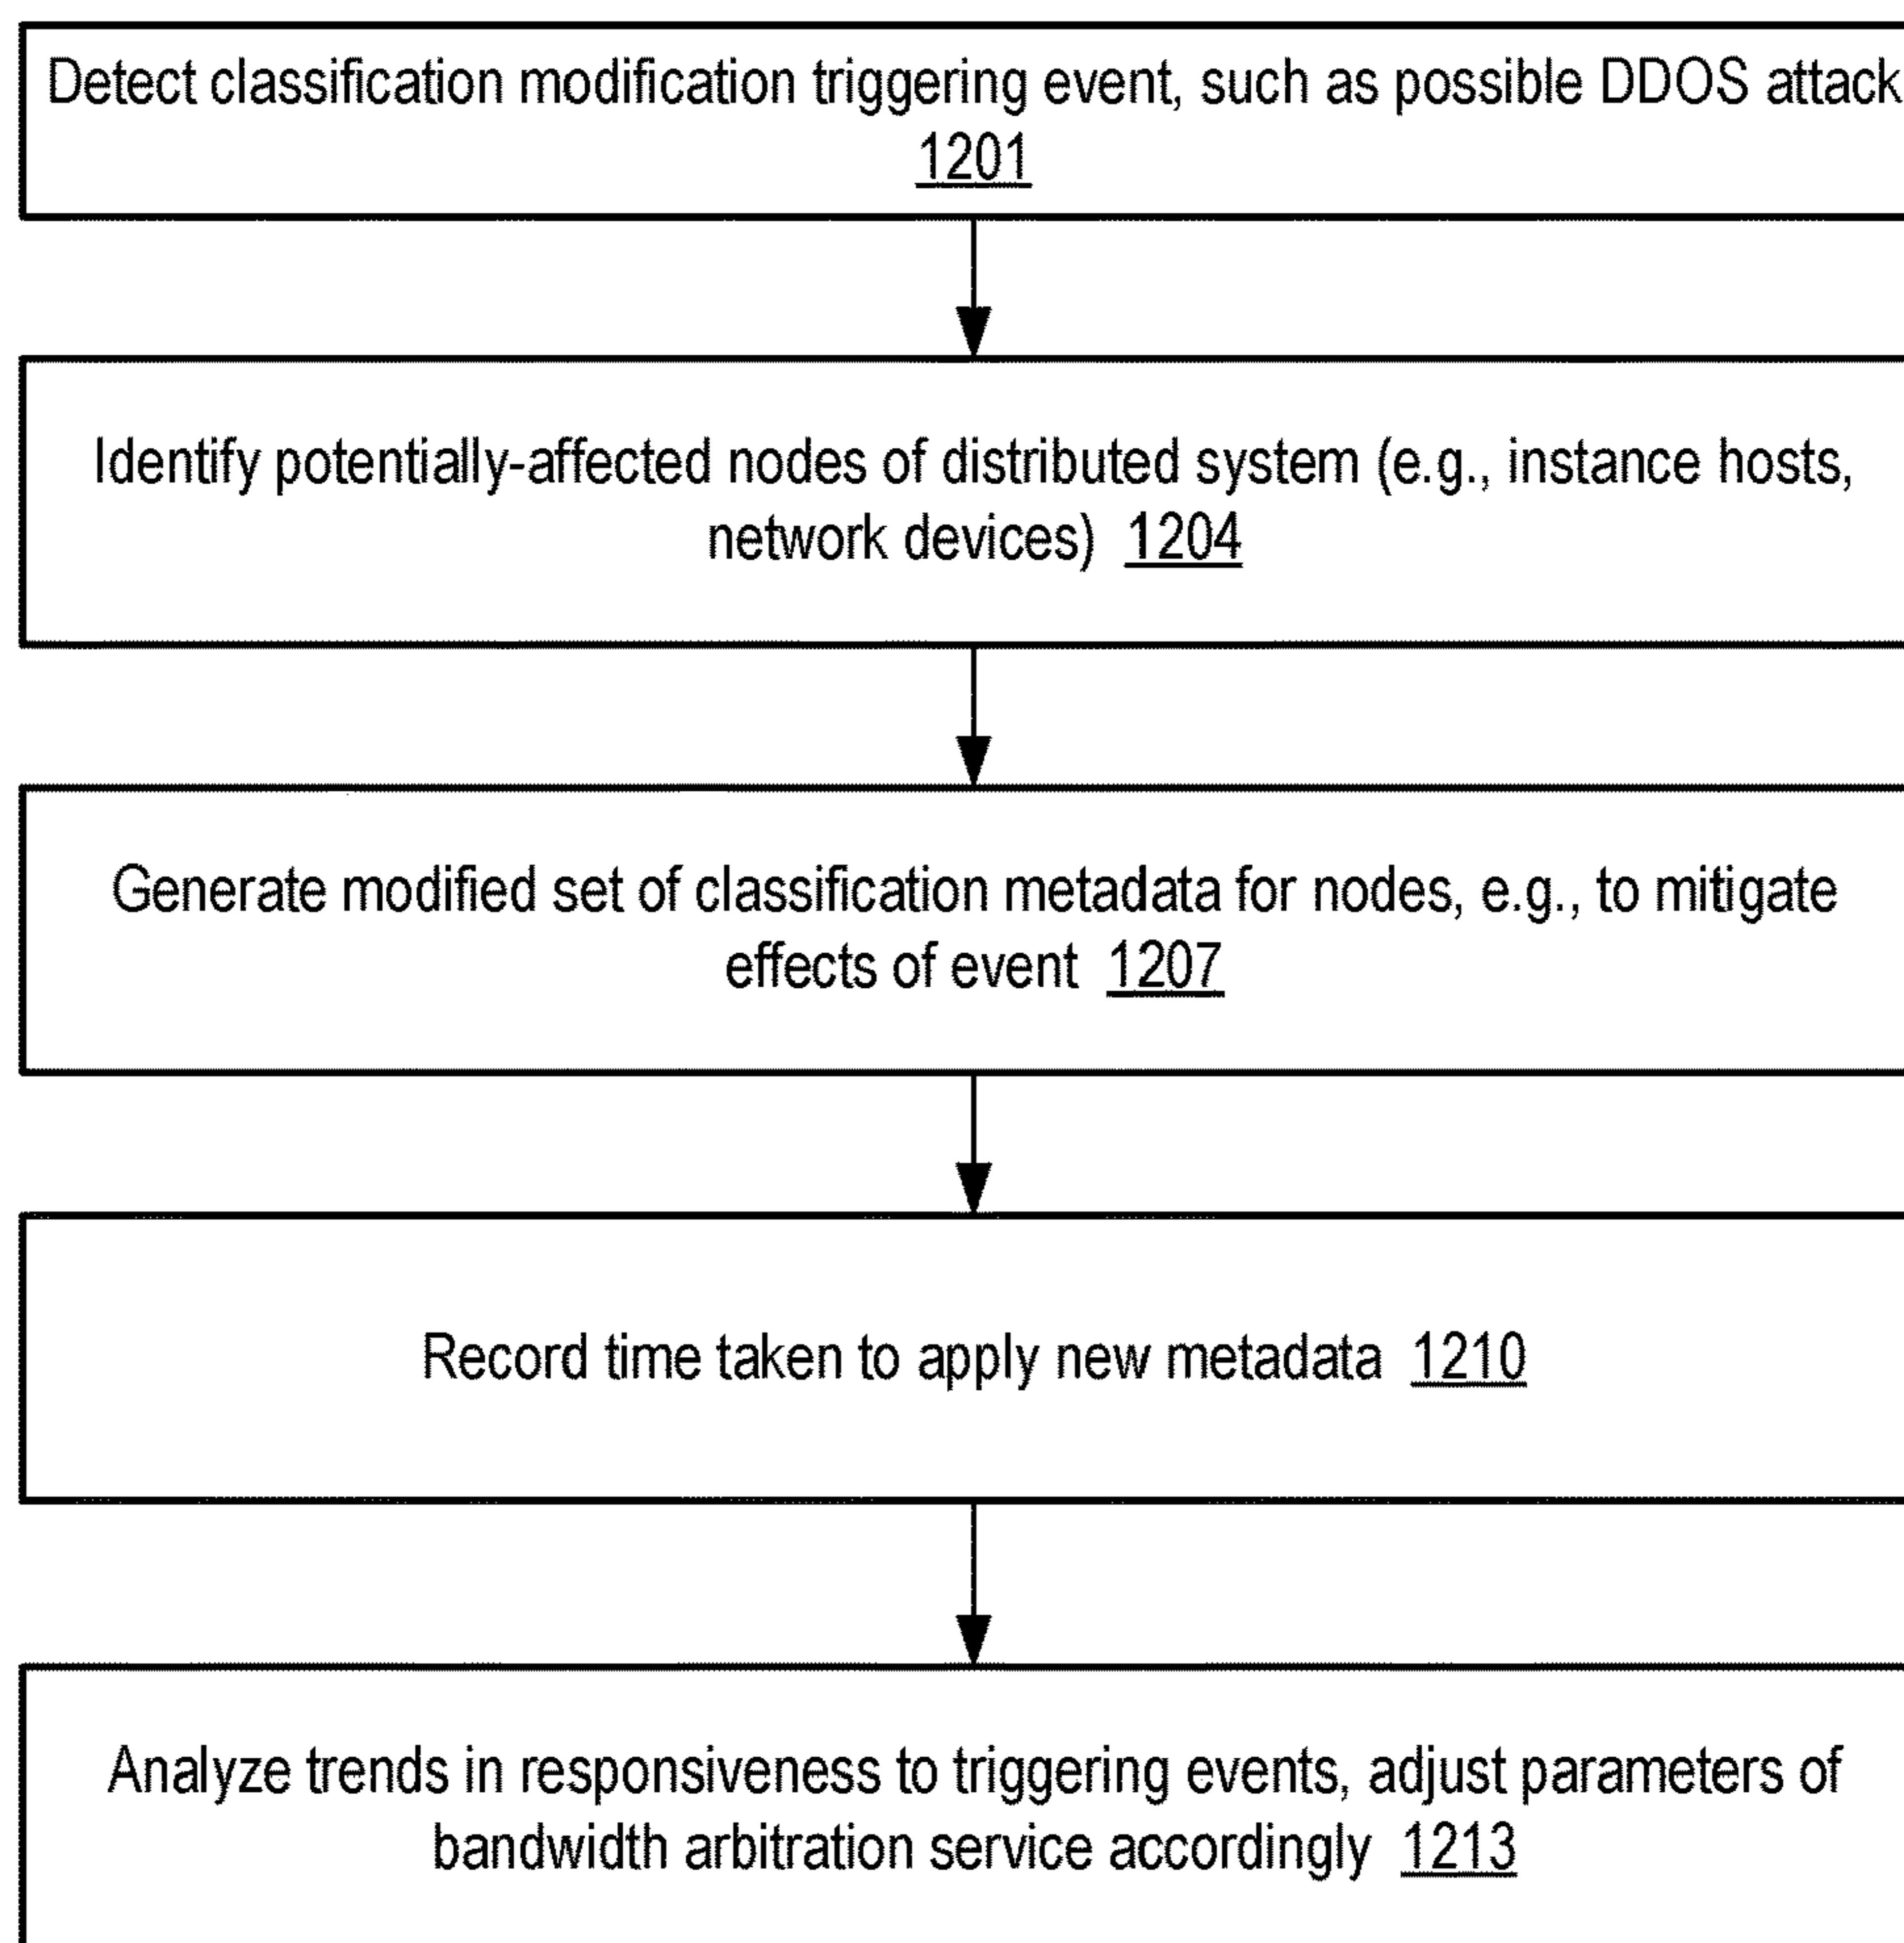 Detect classification modification triggering event, such as possible DDOS attack
1201
Identify potentially-affected nodes of distributed system (e.g., instance hosts,
network devices) 1204
Generate modified set of classification metadata for nodes, e.g., to mitigate
effects of event 1207
Record time taken to apply new metadata 1210
Analyze trends in responsiveness to triggering events, adjust parameters of
bandwidth arbitration service accordingly 1213